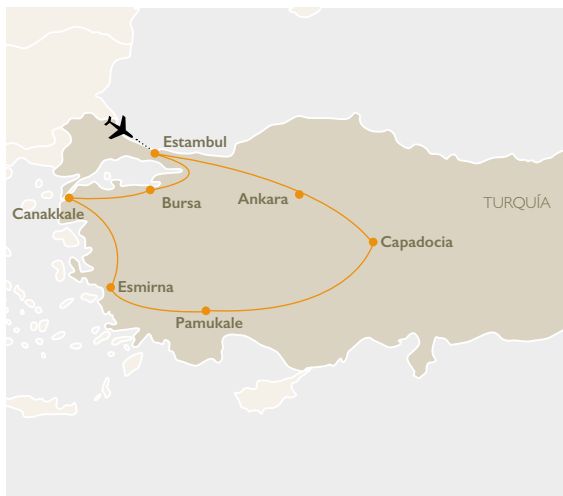 Estambul
Ankara
TURQUÍA
Bursa
Canakkale
Capadocia
Esmirna
Pamukale